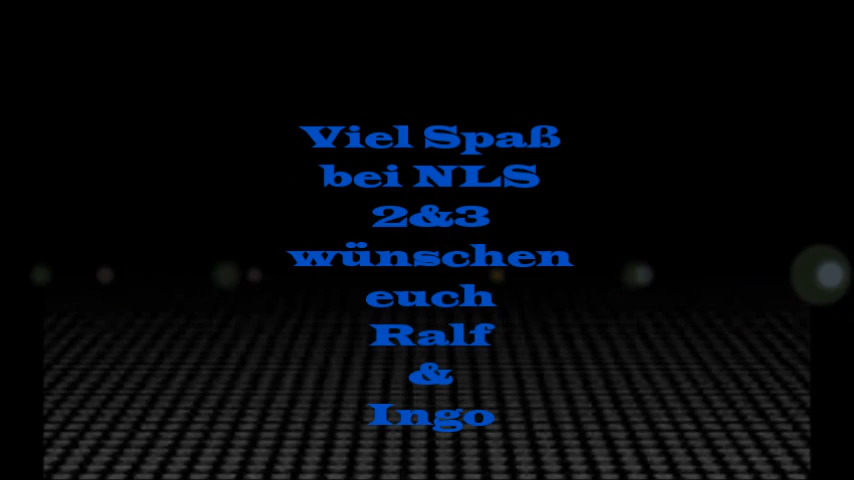 Viel Spaß
bei NLS
2&3
wünschen
euch
Ralf
&
Ingo